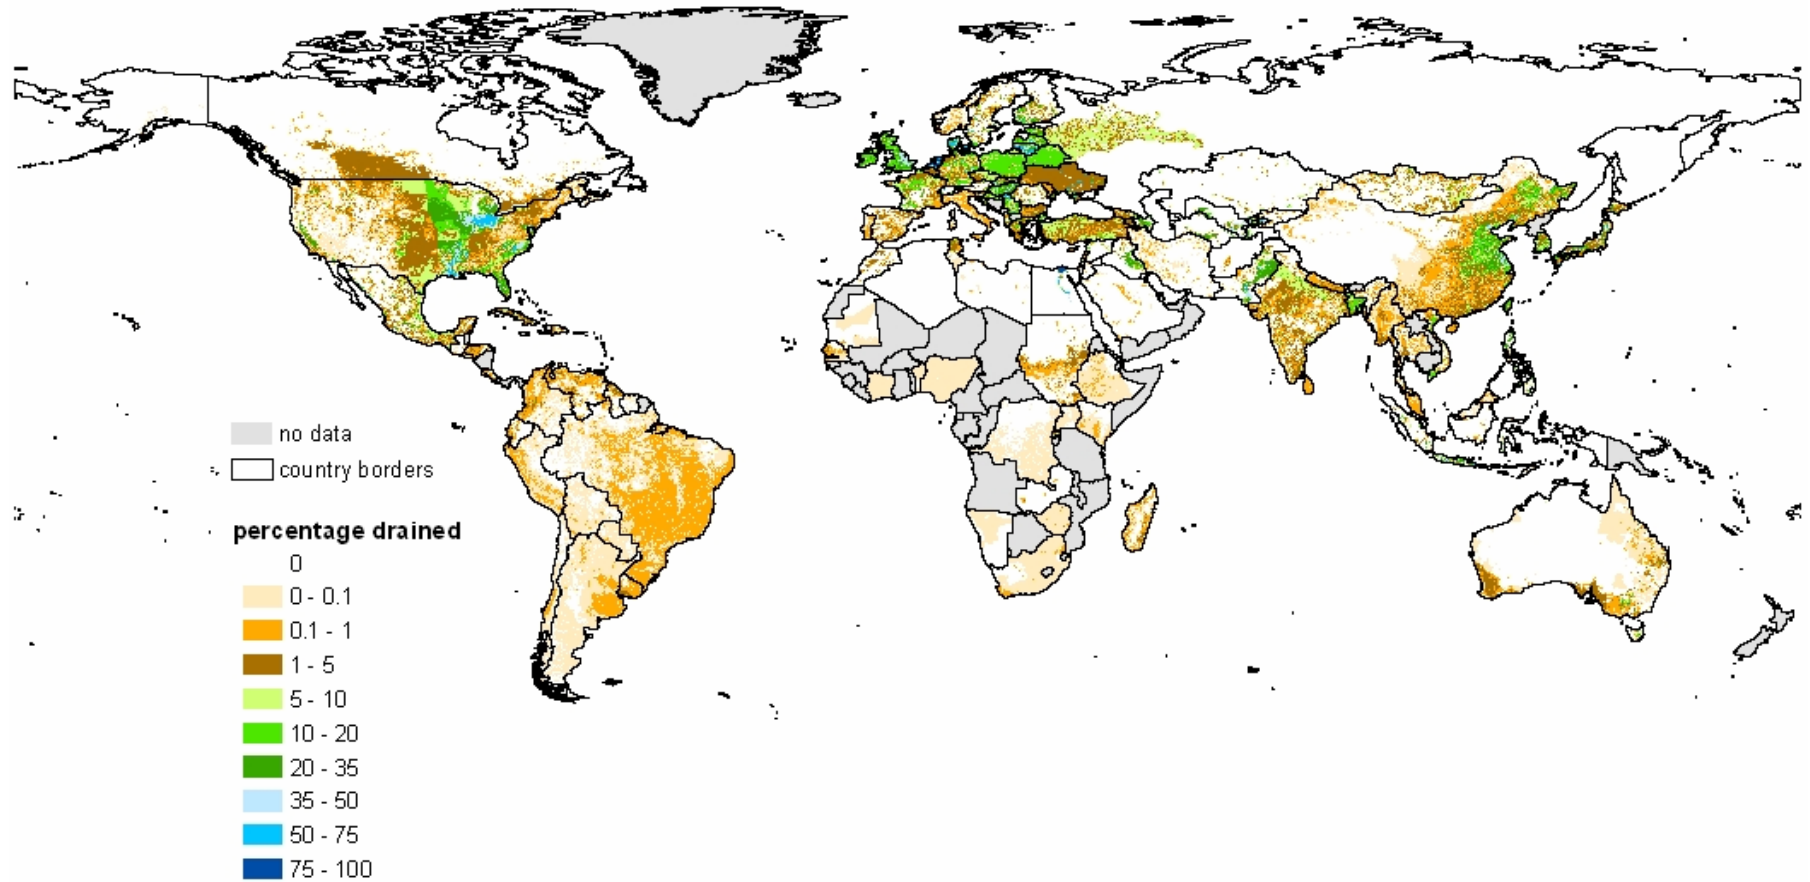 no data
country borders
percentage drained
0
0 - 0.1
0.1 - 1
1 - 5
5 - 10
10 - 20
20 - 35
35 - 50
50 - 75
75 - 100